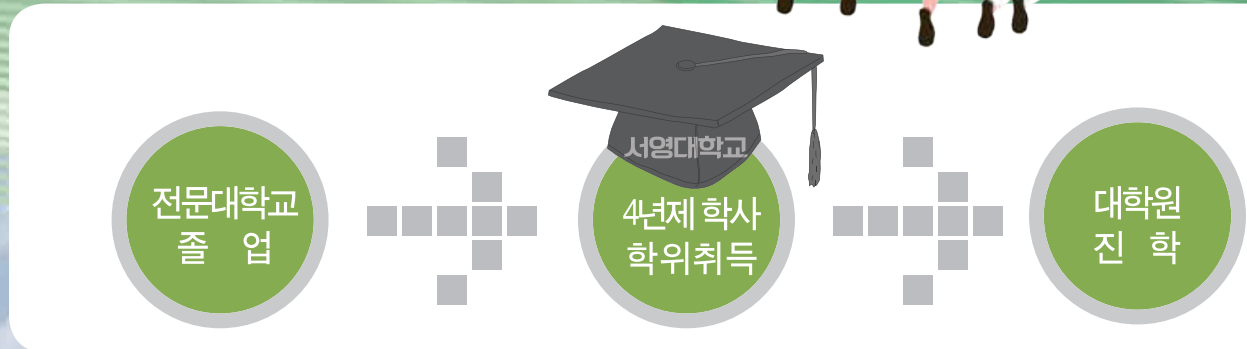 전문대학교
졸 업
서영대학교
4년제 학사
학위취득
대학원
진 학